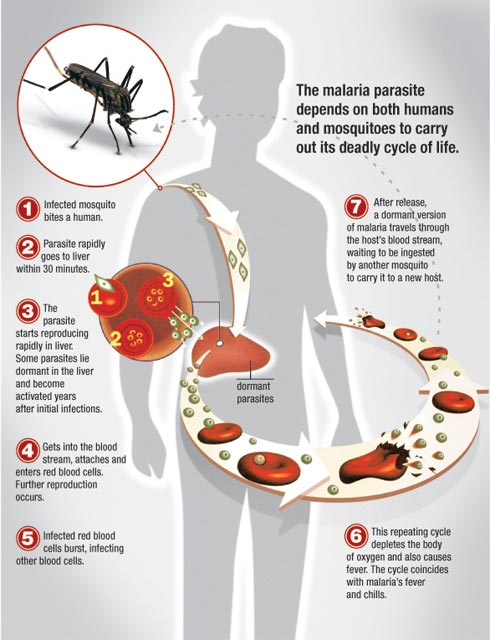 The malaria parasite
depends on both humans
and mosquitoes to carry
out its deadly cycle of life.
1 Infected mosquito
bites a human.
2 Parasite rapidly
goes to liver
within 30 minutes.
3 The
parasite
starts reproducing
rapidly in liver.
Some parasites lie
dormant in the liver
and become
activated years
after initial infections.
4 Gets into the blood
stream, attaches and
enters red blood cells.
Further reproduction
occurs.
5 Infected red blood
cells burst, infecting
other blood cells.
1
3
2
dormant
parasites
6 This repeating cycle
depletes the body
of oxygen and also causes
fever. The cycle coincides
with malaria's fever
and chills.
7 After release,
a dormant version
of malaria travels through
the host's blood stream,
waiting to be ingested
by another mosquito
to carry it to a new host.